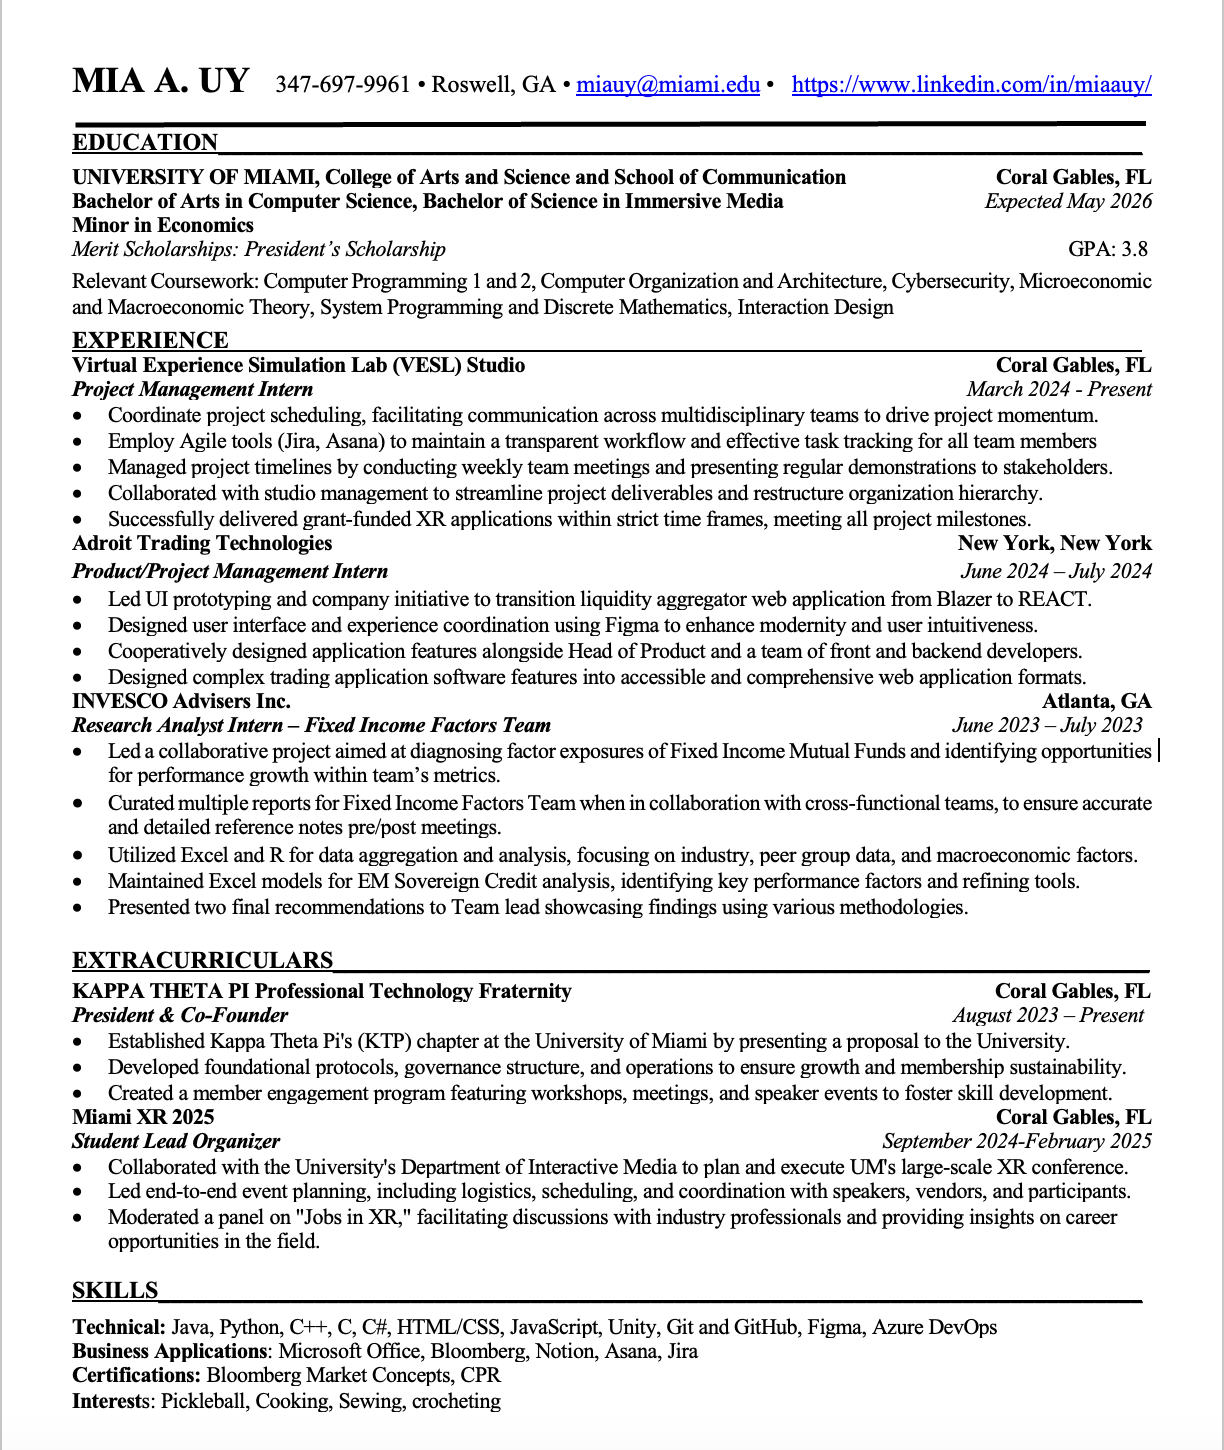 MIA A. UY 347-697-9961 • Roswell, GA • miauy@miami.edu • https://www.linkedin.com/in/miaauy/
EDUCATION
UNIVERSITY OF MIAMI, College of Arts and Science and School of Communication Coral Gables, FL
Bachelor of Arts in Computer Science, Bachelor of Science in Immersive Media Expected May 2026
Minor in Economics
Merit Scholarships: President’s Scholarship GPA: 3.8
Relevant Coursework: Computer Programming 1 and 2, Computer Organization and Architecture, Cybersecurity, Microeconomic
and Macroeconomic Theory, System Programming and Discrete Mathematics, Interaction Design
EXPERIENCE
Virtual Experience Simulation Lab (VESL) Studio Coral Gables, FL
Project Management Intern March 2024 - Present
• Coordinate project scheduling, facilitating communication across multidisciplinary teams to drive project momentum.
• Employ Agile tools (Jira, Asana) to maintain a transparent workflow and effective task tracking for all team members
• Managed project timelines by conducting weekly team meetings and presenting regular demonstrations to stakeholders.
• Collaborated with studio management to streamline project deliverables and restructure organization hierarchy.
• Successfully delivered grant-funded XR applications within strict time frames, meeting all project milestones.
Adroit Trading Technologies New York, New York
Product/Project Management Intern June 2024 – July 2024
• Led UI prototyping and company initiative to transition liquidity aggregator web application from Blazer to REACT.
• Designed user interface and experience coordination using Figma to enhance modernity and user intuitiveness.
• Cooperatively designed application features alongside Head of Product and a team of front and backend developers.
• Designed complex trading application software features into accessible and comprehensive web application formats.
INVESCO Advisers Inc. Atlanta, GA
Research Analyst Intern – Fixed Income Factors Team June 2023 – July 2023
• Led a collaborative project aimed at diagnosing factor exposures of Fixed Income Mutual Funds and identifying opportunities
for performance growth within team’s metrics.
• Curated multiple reports for Fixed Income Factors Team when in collaboration with cross-functional teams, to ensure accurate
and detailed reference notes pre/post meetings.
• Utilized Excel and R for data aggregation and analysis, focusing on industry, peer group data, and macroeconomic factors.
• Maintained Excel models for EM Sovereign Credit analysis, identifying key performance factors and refining tools.
• Presented two final recommendations to Team lead showcasing findings using various methodologies.
EXTRACURRICULARS
KAPPA THETA PI Professional Technology Fraternity Coral Gables, FL
President & Co-Founder August 2023 – Present
• Established Kappa Theta Pi's (KTP) chapter at the University of Miami by presenting a proposal to the University.
• Developed foundational protocols, governance structure, and operations to ensure growth and membership sustainability.
• Created a member engagement program featuring workshops, meetings, and speaker events to foster skill development.
Miami XR 2025 Coral Gables, FL
Student Lead Organizer September 2024-February 2025
• Collaborated with the University's Department of Interactive Media to plan and execute UM's large-scale XR conference.
• Led end-to-end event planning, including logistics, scheduling, and coordination with speakers, vendors, and participants.
• Moderated a panel on "Jobs in XR," facilitating discussions with industry professionals and providing insights on career
opportunities in the field.
SKILLS
Technical: Java, Python, C++, C, C#, HTML/CSS, JavaScript, Unity, Git and GitHub, Figma, Azure DevOps
Business Applications: Microsoft Office, Bloomberg, Notion, Asana, Jira
Certifications: Bloomberg Market Concepts, CPR
Interests: Pickleball, Cooking, Sewing, crocheting